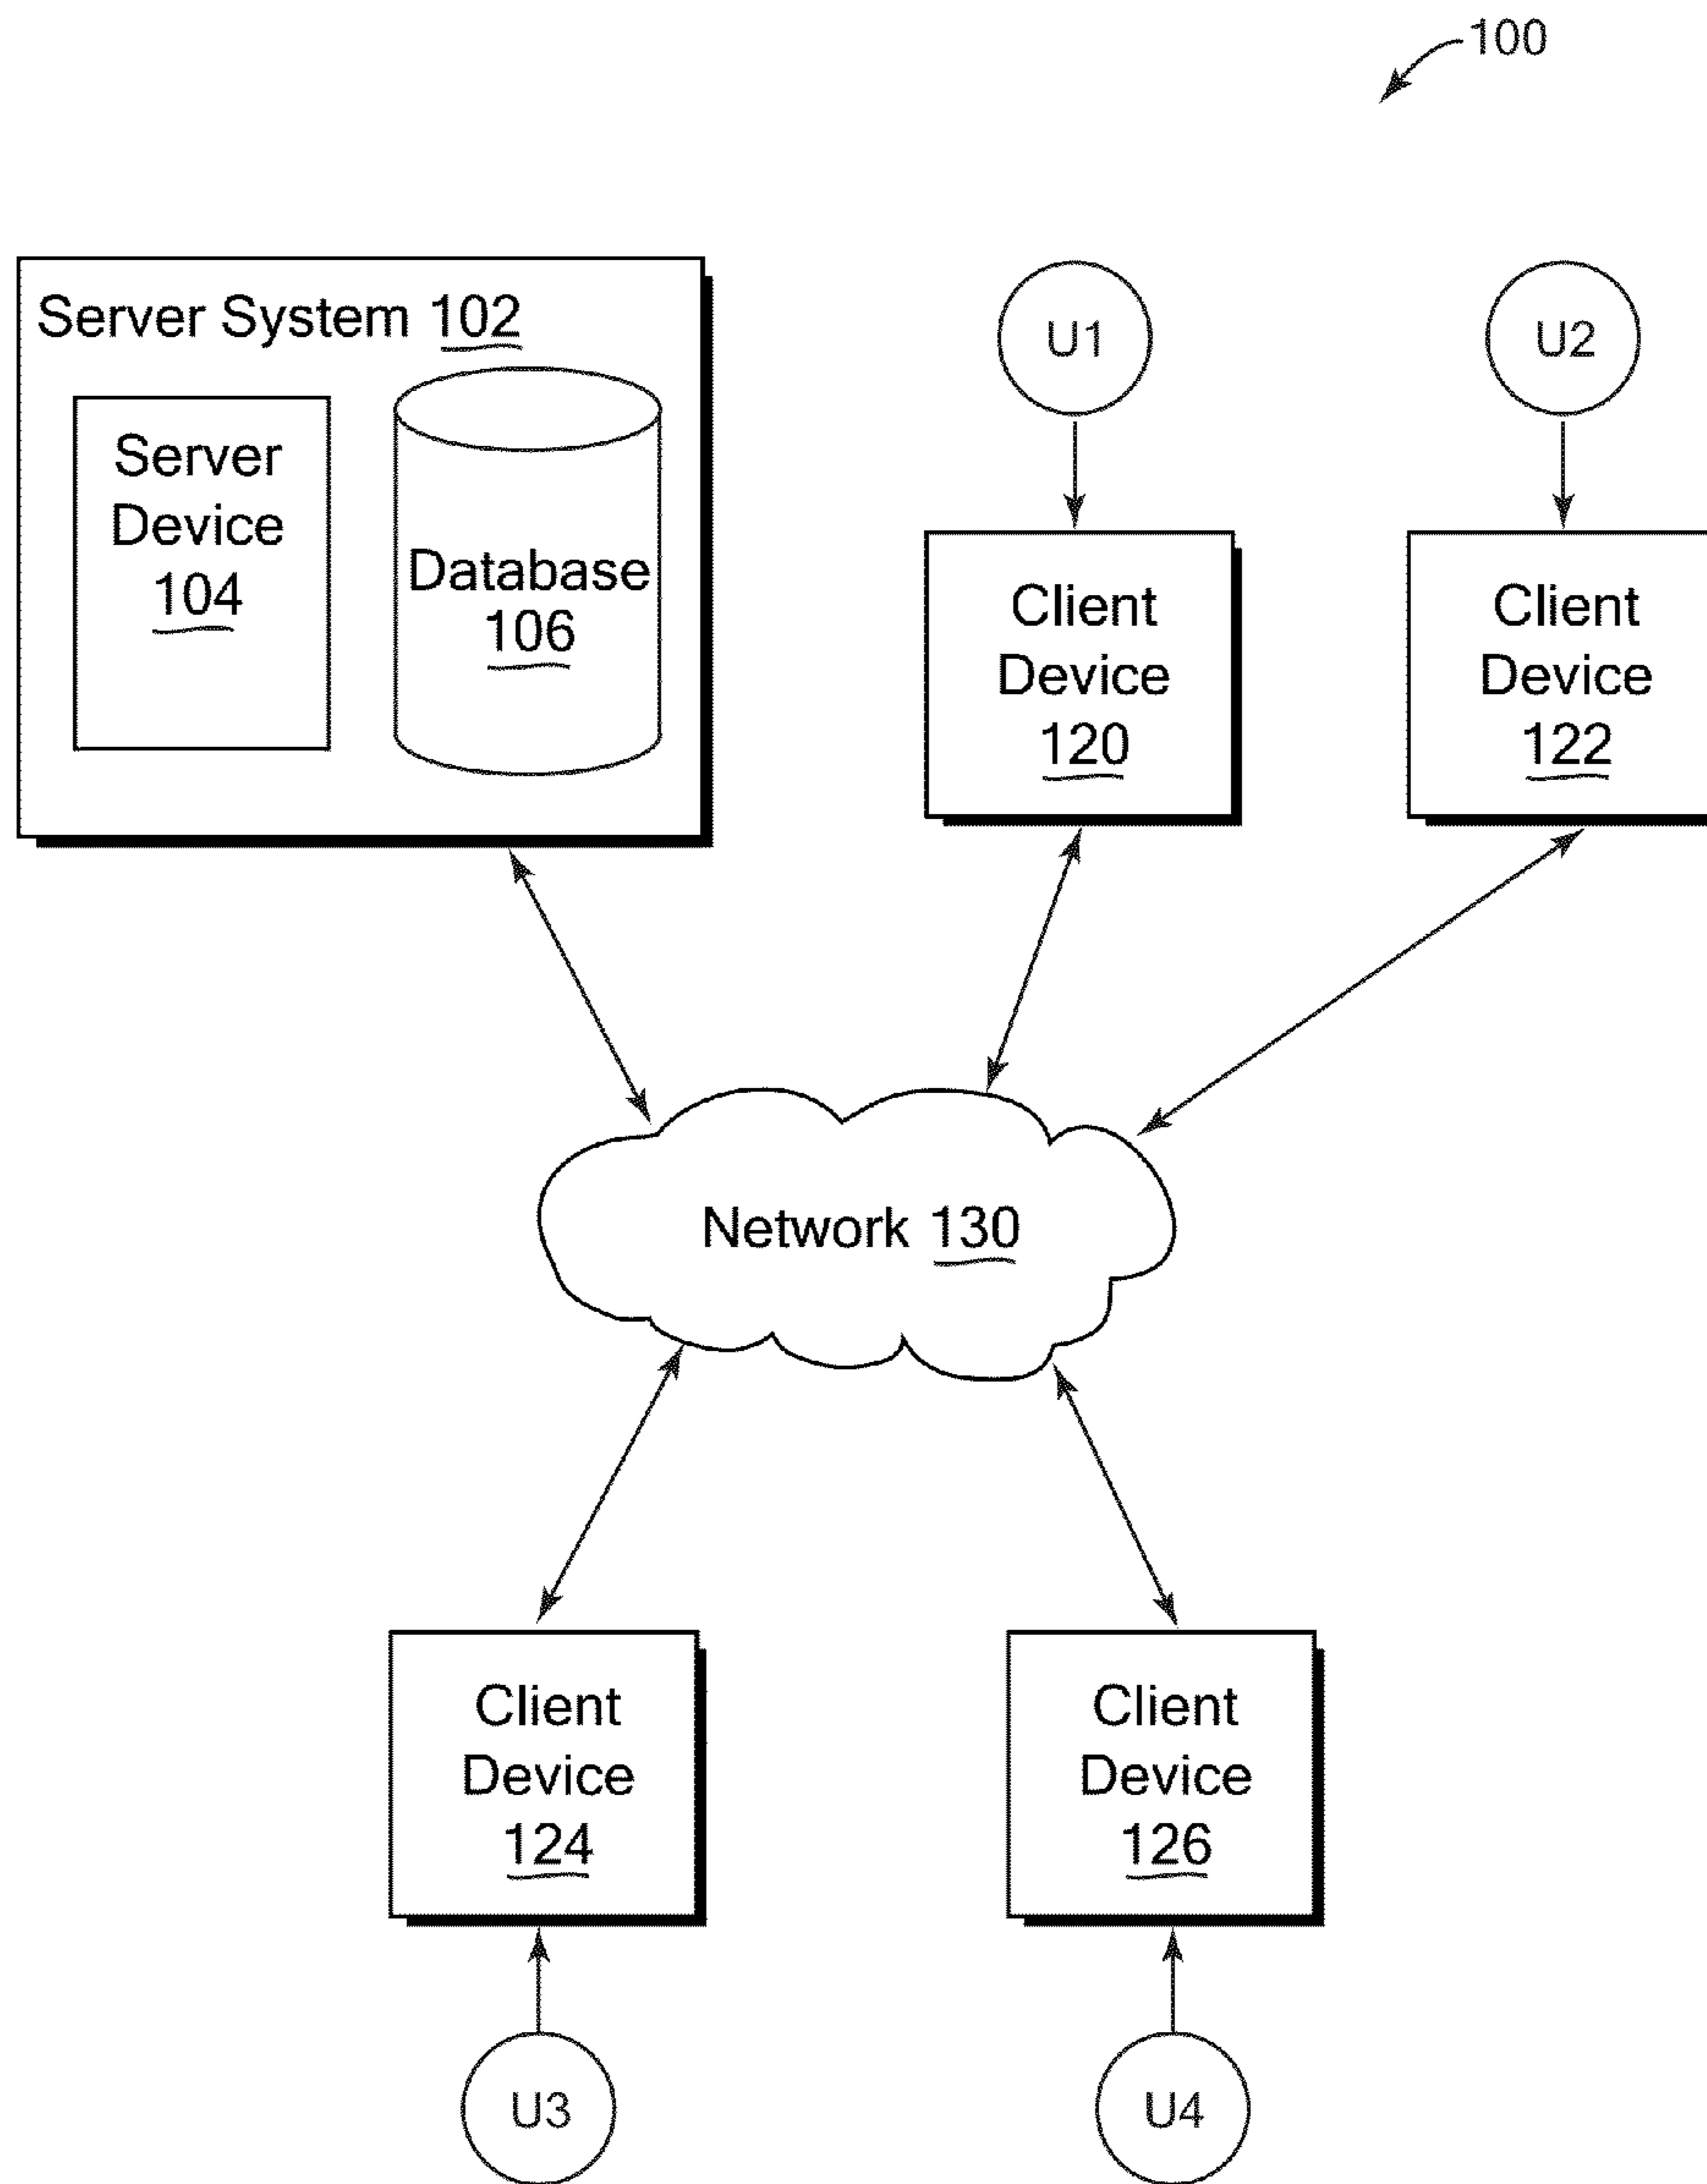 100
Server System 102
Server
Device
104
Database
106
U1
U2
Client
Device
120
Client
Device
122
Network 130
Client
Device
124
Client
Device
126
U3
U4